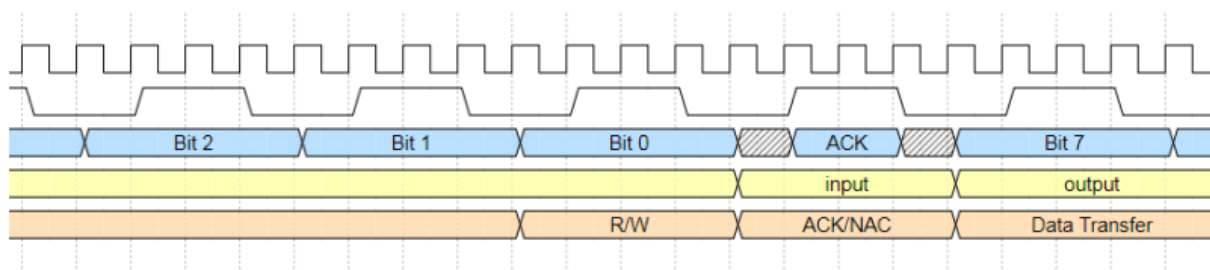 Bit 2 Bit 1 Bit 0 ACK Bit 7
input output
R/W ACK/NAC Data Transfer